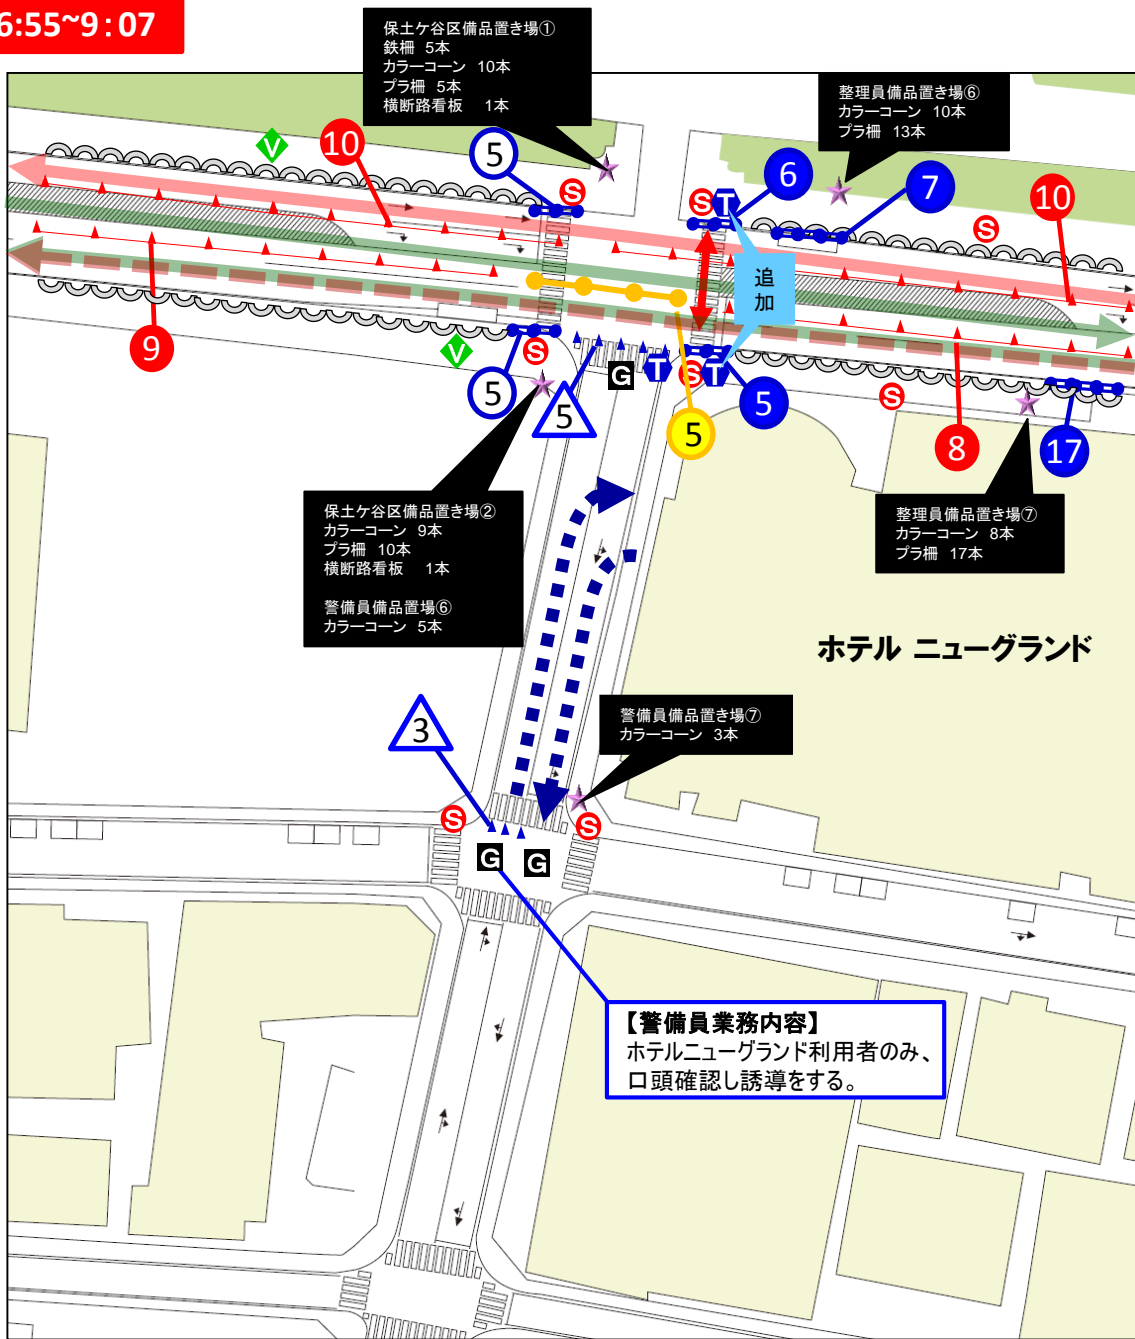 6:55~9:07
保土ケ谷区備品置き場①
鉄柵 5本
カラーコーン 10本
プラ柵 5本
横断路看板 1本
整理員備品置き場⑥
カラーコーン 10本
プラ柵 13本
V
10
5
S
S
T
6
7
S
10
追
加
9
V
S
5
5
G
T
S
T
5
5
S
8
17
保土ケ谷区備品置き場②
カラーコーン 9本
プラ柵 10本
横断路看板 1本
警備員備品置場⑥
カラーコーン 5本
整理員備品置き場⑦
カラーコーン 8本
プラ柵 17本
ホテル ニューグランド
警備員備品置き場⑦
カラーコーン 3本
3
S
S
G
G
【警備員業務内容】
ホテルニューグランド利用者のみ、
口頭確認し誘導をする。